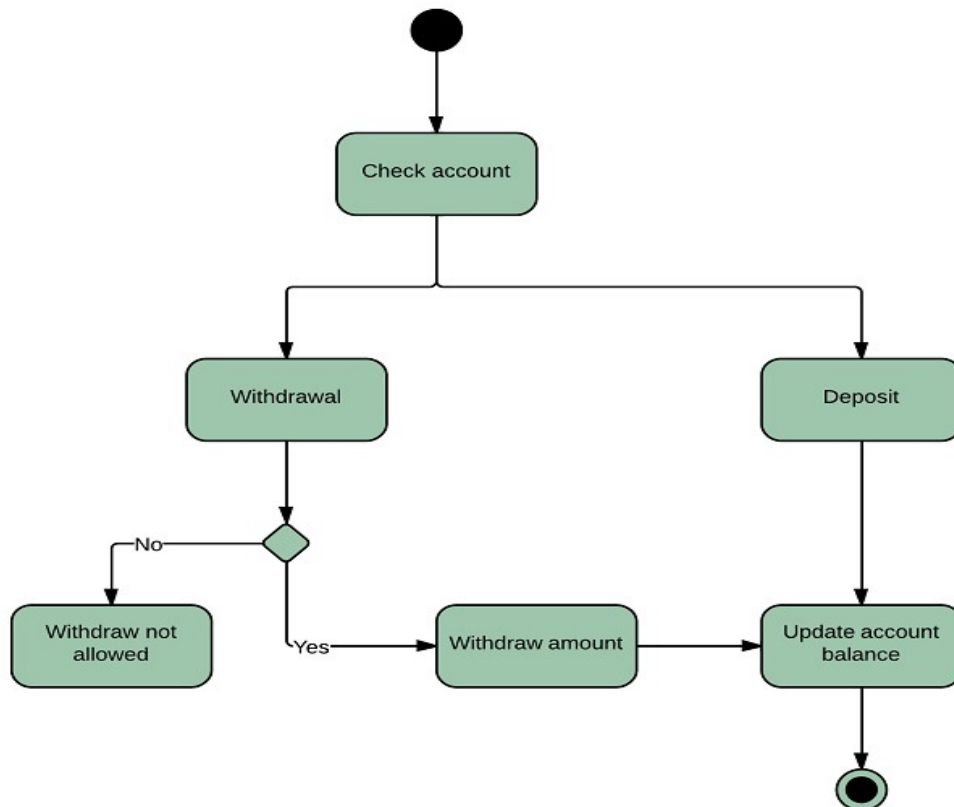 Check account
Withdrawal
Deposit
No
Withdraw not
allowed
Yes
Withdraw amount
Update account
balance